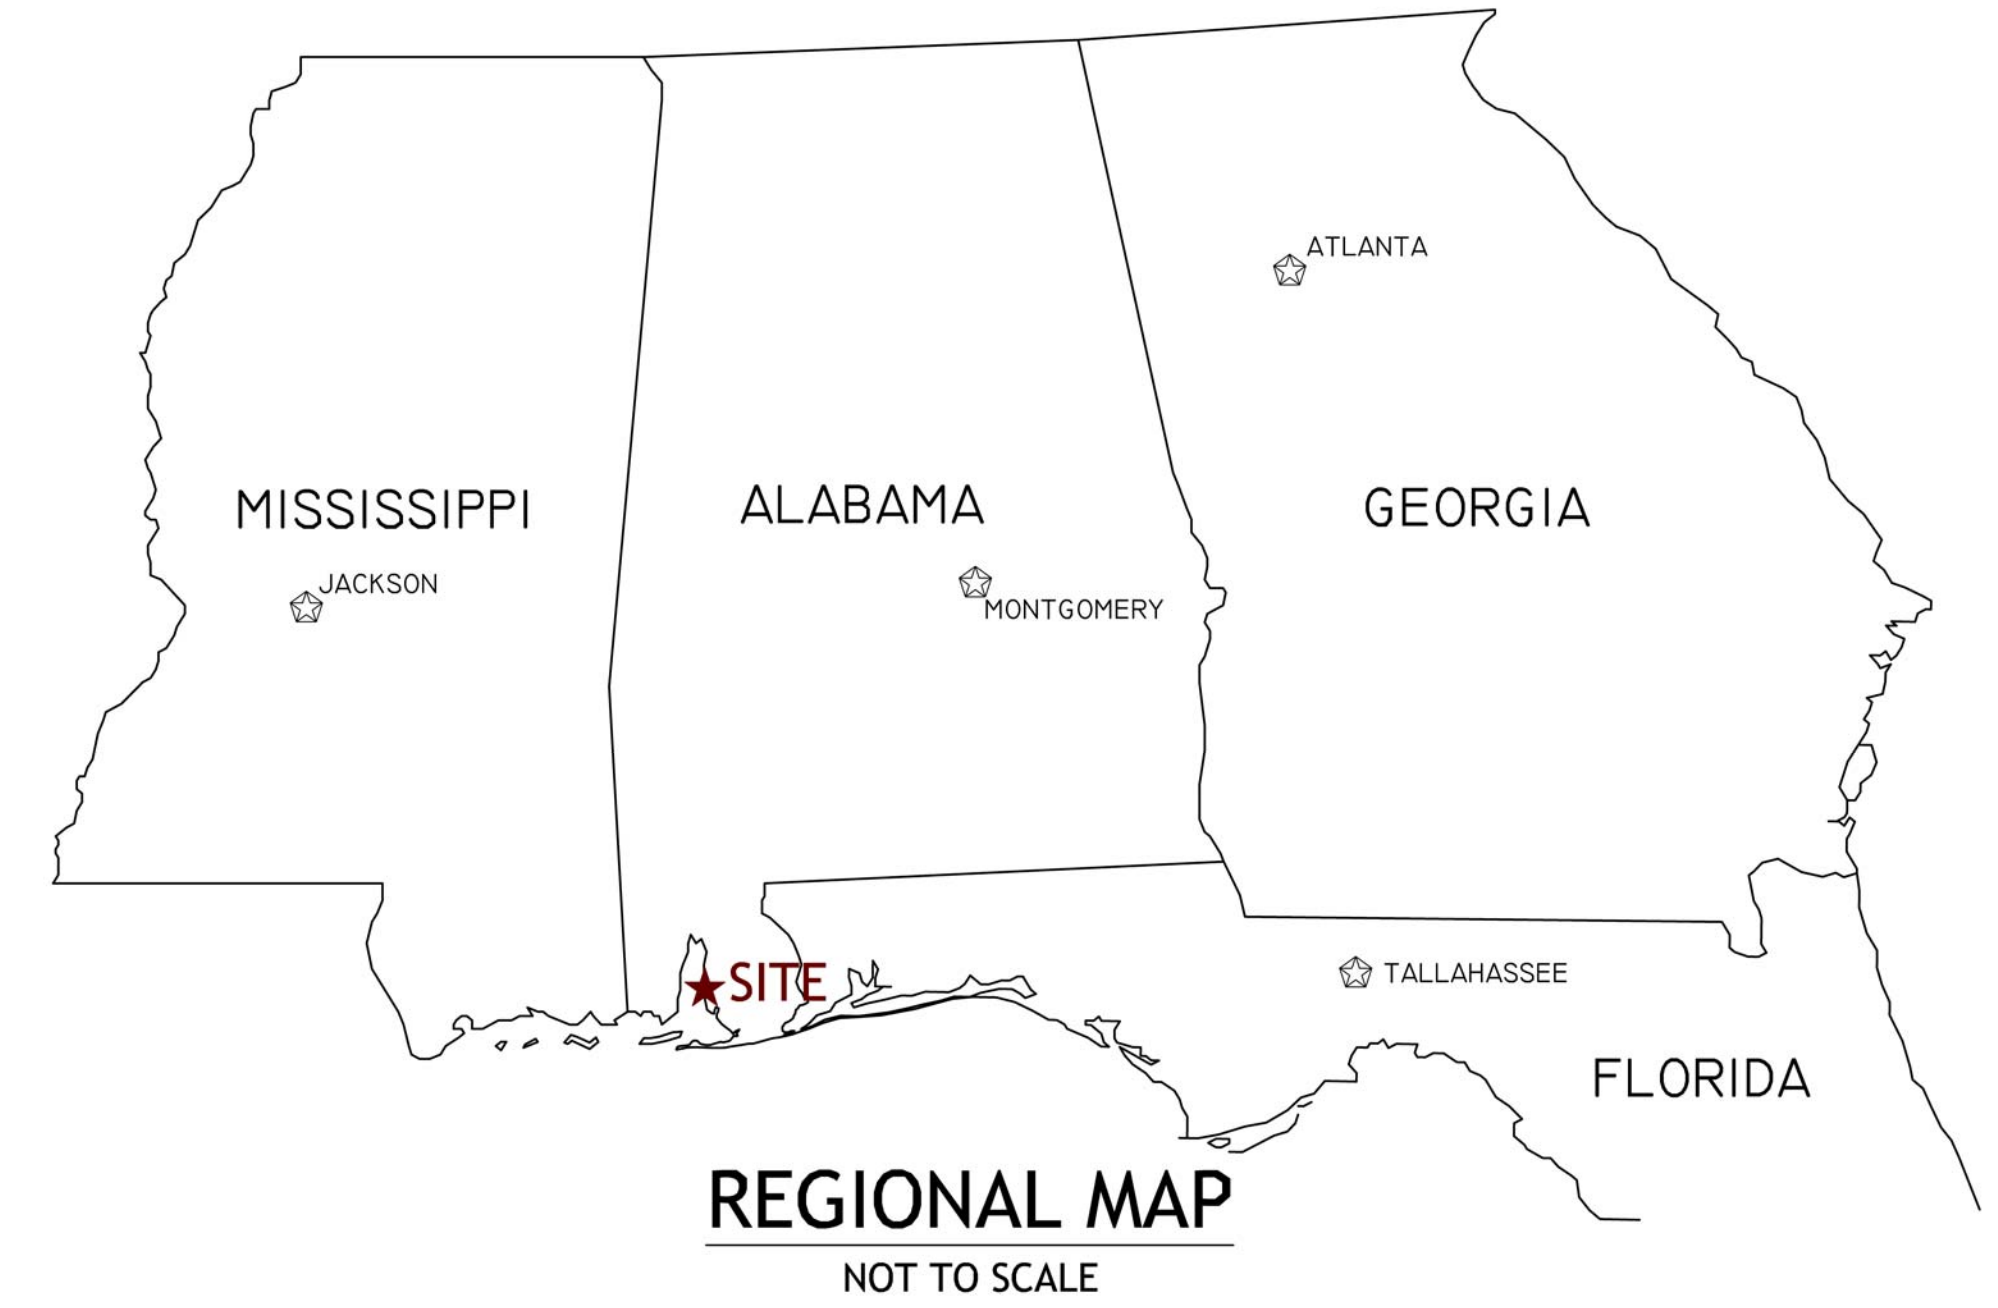 ATLANTA
MISSISSIPPI
ALABAMA
GEORGIA
JACKSON
MONTGOMERY
SITE
TALLAHASSEE
FLORIDA
REGIONAL MAP
NOT TO SCALE